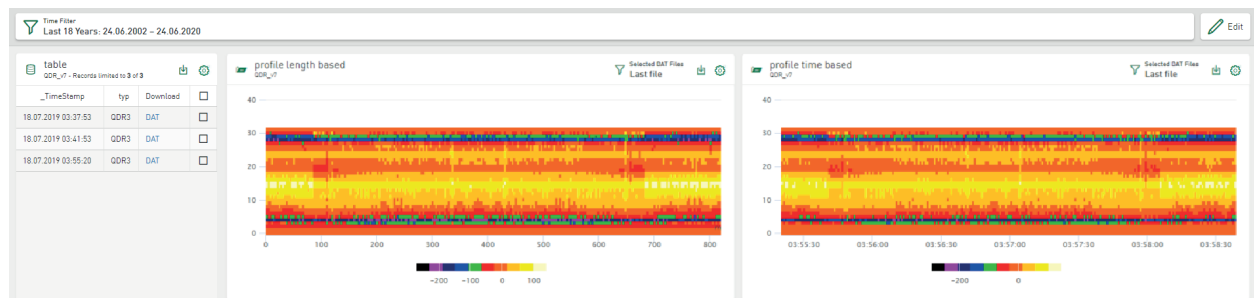 Time Filter
Last 18 Years: 24.06.2002 – 24.06.2020
Edit
table
QDR_v7 - Records limited to 3 of 3
_TimeStamp typ Download
18.07.2019 03:37:53 QDR3 DAT
18.07.2019 03:41:53 QDR3 DAT
18.07.2019 03:55:20 QDR3 DAT
profile length based
QDR_v7
Selected DAT Files
Last file
40
30
20
10
0
0 100 200 300 400 500 600 700 800
-200 -100 0 100
profile time based
QDR_v7
Selected DAT Files
Last file
40
30
20
10
0
03:55:30 03:56:00 03:56:30 03:57:00 03:57:30 03:58:00 03:58:30
-200 0